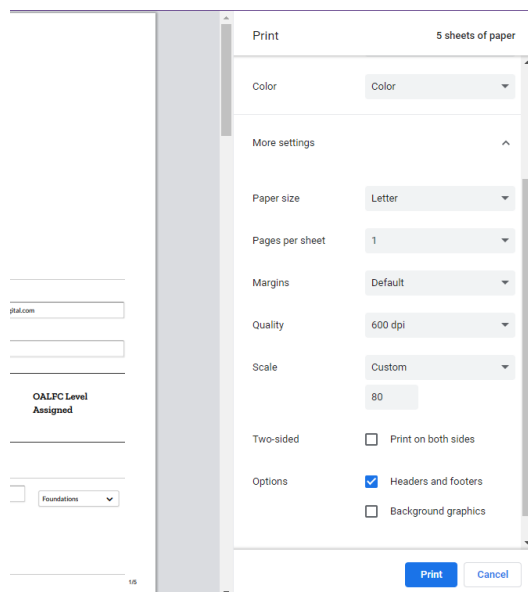 Print 5 sheets of paper
Color Color
More settings
Paper size Letter
Pages per sheet 1
Margins Default
Quality 600 dpi
Scale Custom
80
Two-sided Print on both sides
Options Headers and footers
Background graphics
Print Cancel
gital.com
OALFC Level
Assigned
Foundations
1/5